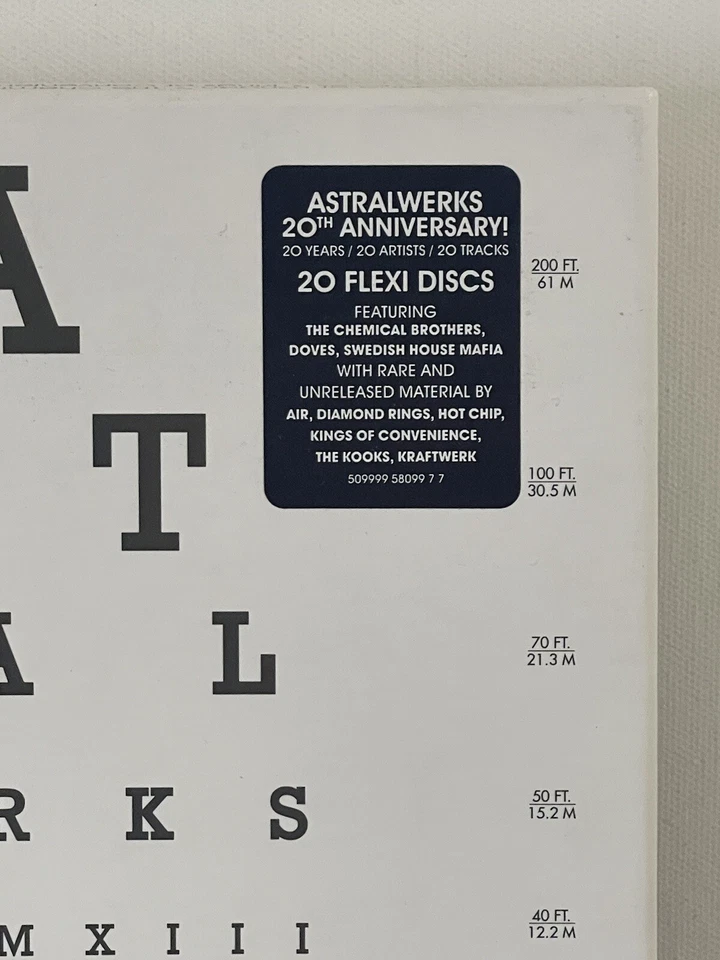 A
ASTRALWERKS
20TH ANNIVERSARY!
20 YEARS / 20 ARTISTS / 20 TRACKS
20 FLEXI DISCS
FEATURING
THE CHEMICAL BROTHERS,
DOVES, SWEDISH HOUSE MAFIA
WITH RARE AND
UNRELEASED MATERIAL BY
AIR, DIAMOND RINGS, HOT CHIP,
KINGS OF CONVENIENCE,
THE KOOKS, KRAFTWERK
509999 58099 7 7
200 FT.
61 M
T
100 FT.
30.5 M
A L
70 FT.
21.3 M
R K S
50 FT.
15.2 M
M X I I I
40 FT.
12.2 M